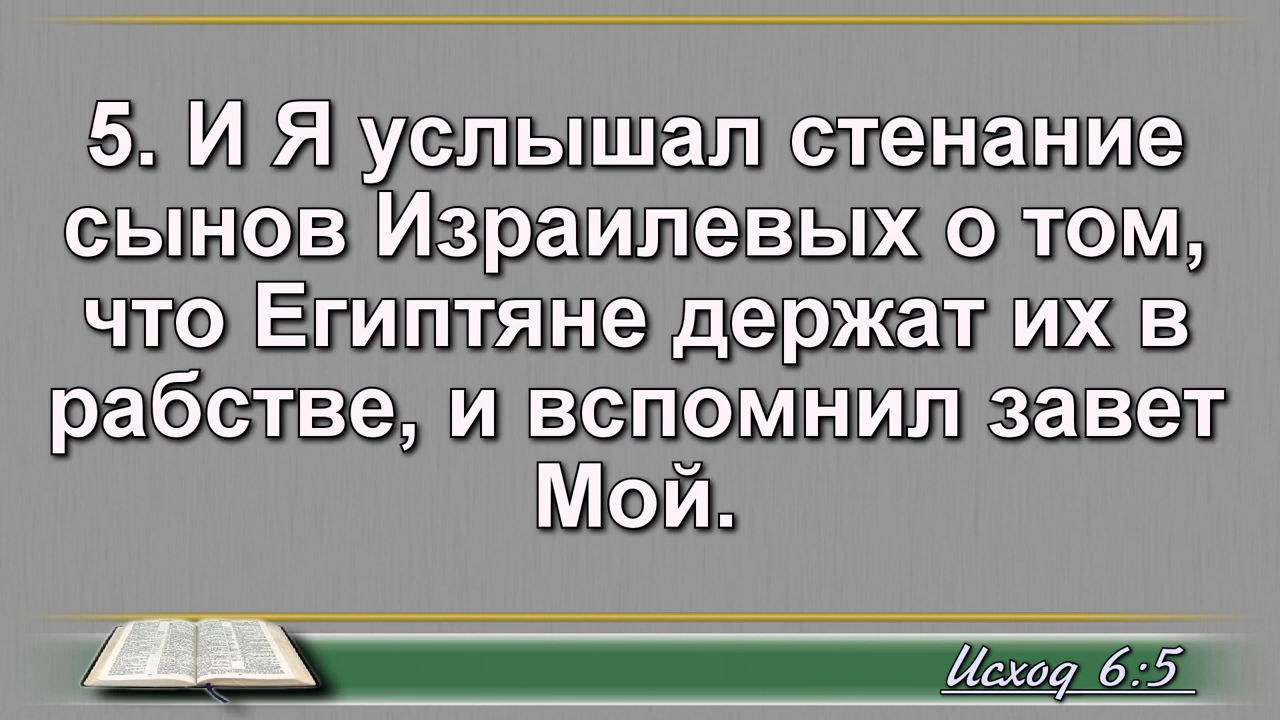 5. И Я услышал стенание
сынов Израилевых о том,
что Египтяне держат их в
рабстве, и вспомнил завет
Мой.
Исход 6:5